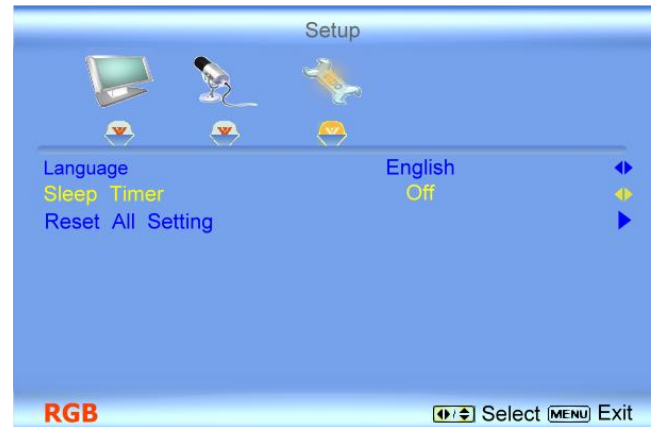 Setup
Language English
Sleep Timer Off
Reset All Setting
RGB Select MENU Exit